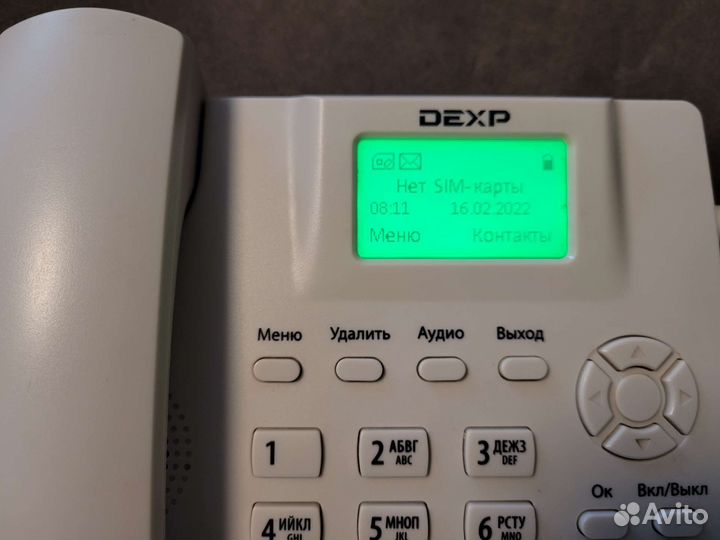 DEXP
Нет SIM-карты
08:11 16.02.2022
Меню Контакты
Меню Удалить Аудио Выход
1 2 АБВГ ABC 3 ДЕЖЗ DEF
Ок Вкл/Выкл
4 ИЙКЛ GHI 5 МНОП JKL 6 РСТУ MNO
Avito